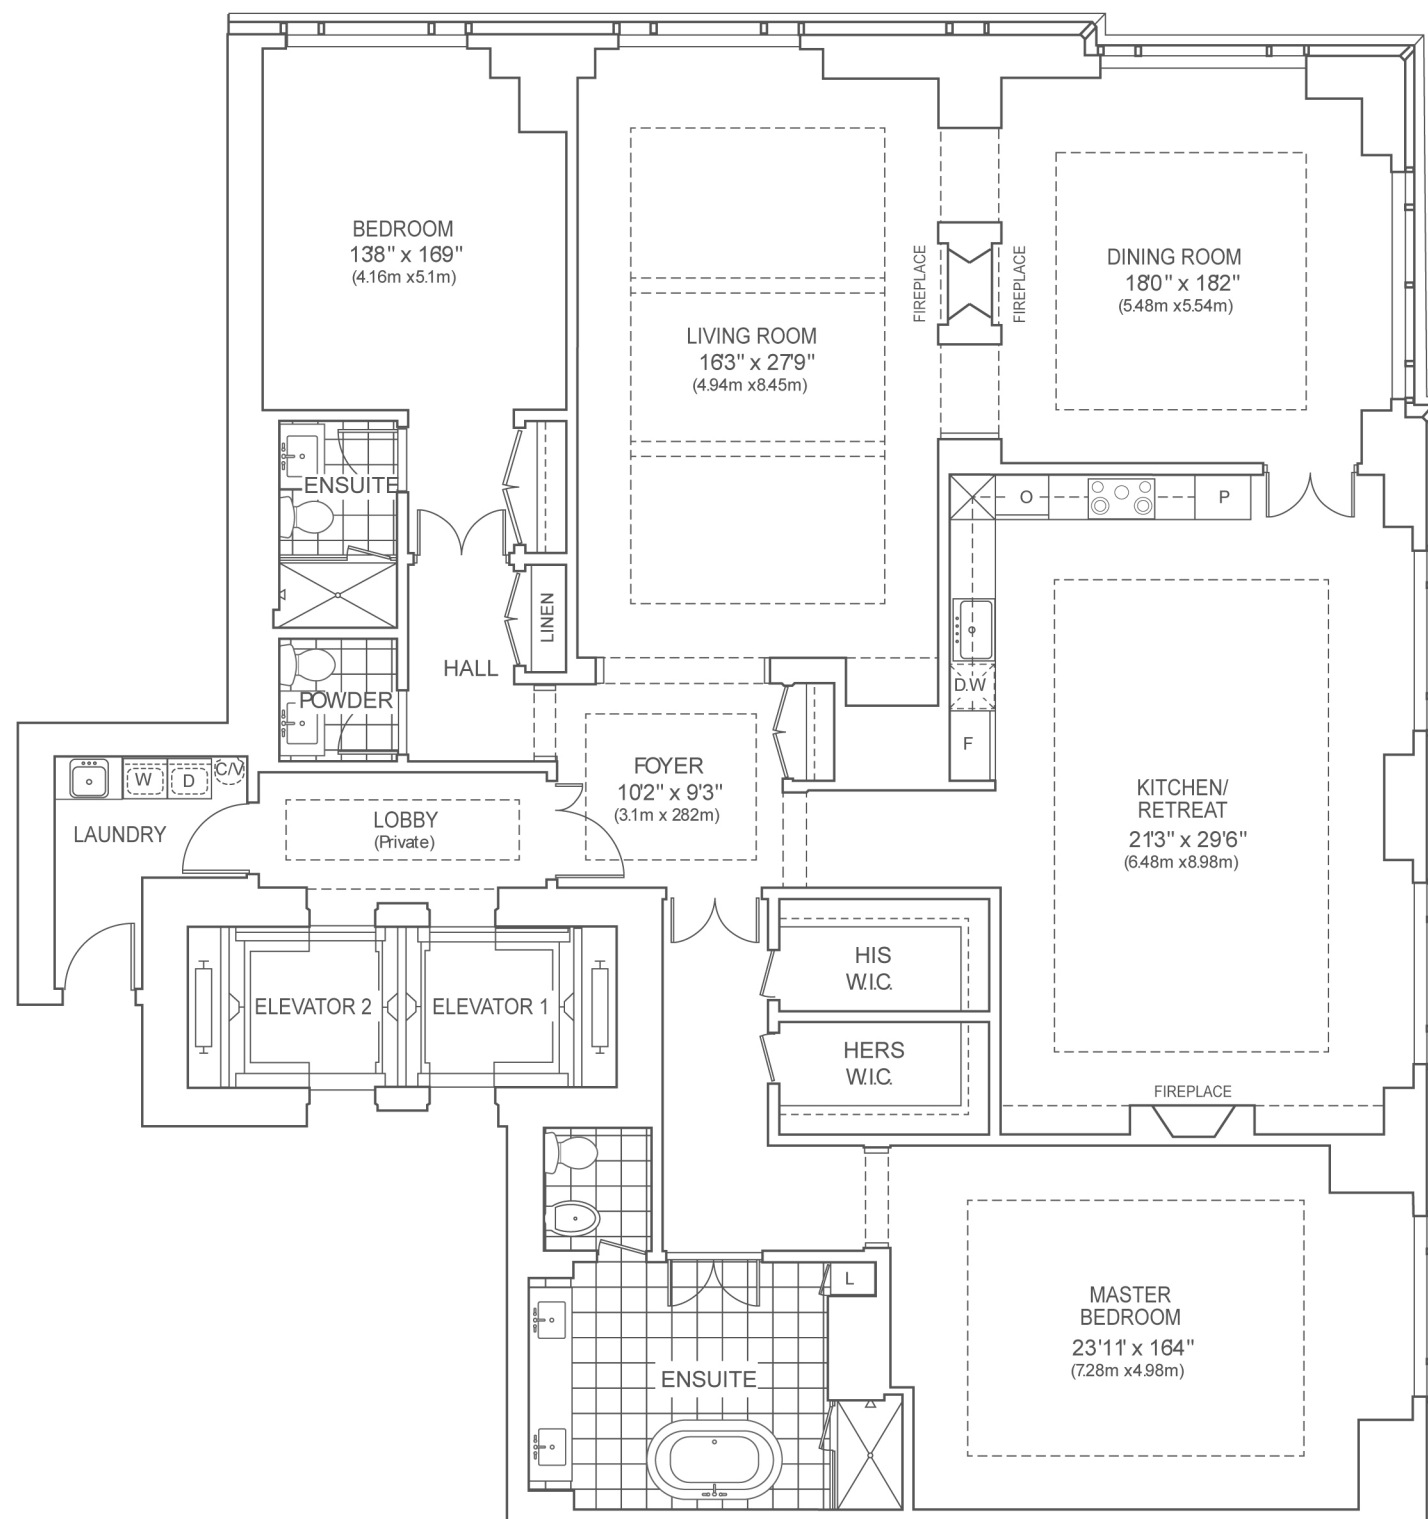 BEDROOM
13'8" x 16'9"
(4.16m x5.1m)
LIVING ROOM
16'3" x 27'9"
(4.94m x8.45m)
FIREPLACE
FIREPLACE
DINING ROOM
18'0" x 18'2"
(5.48m x5.54m)
ENSUITE
O
P
LINEN
HALL
POWDER
D.W
F
FOYER
10'2" x 9'3"
(3.1m x 282m)
W
D
C/V
LAUNDRY
LOBBY
(Private)
KITCHEN/
RETREAT
21'3" x 29'6"
(6.48m x8.98m)
HIS
W.I.C.
ELEVATOR 2
ELEVATOR 1
HERS
W.I.C.
FIREPLACE
L
MASTER
BEDROOM
23'11' x 16'4"
(7.28m x4.98m)
ENSUITE